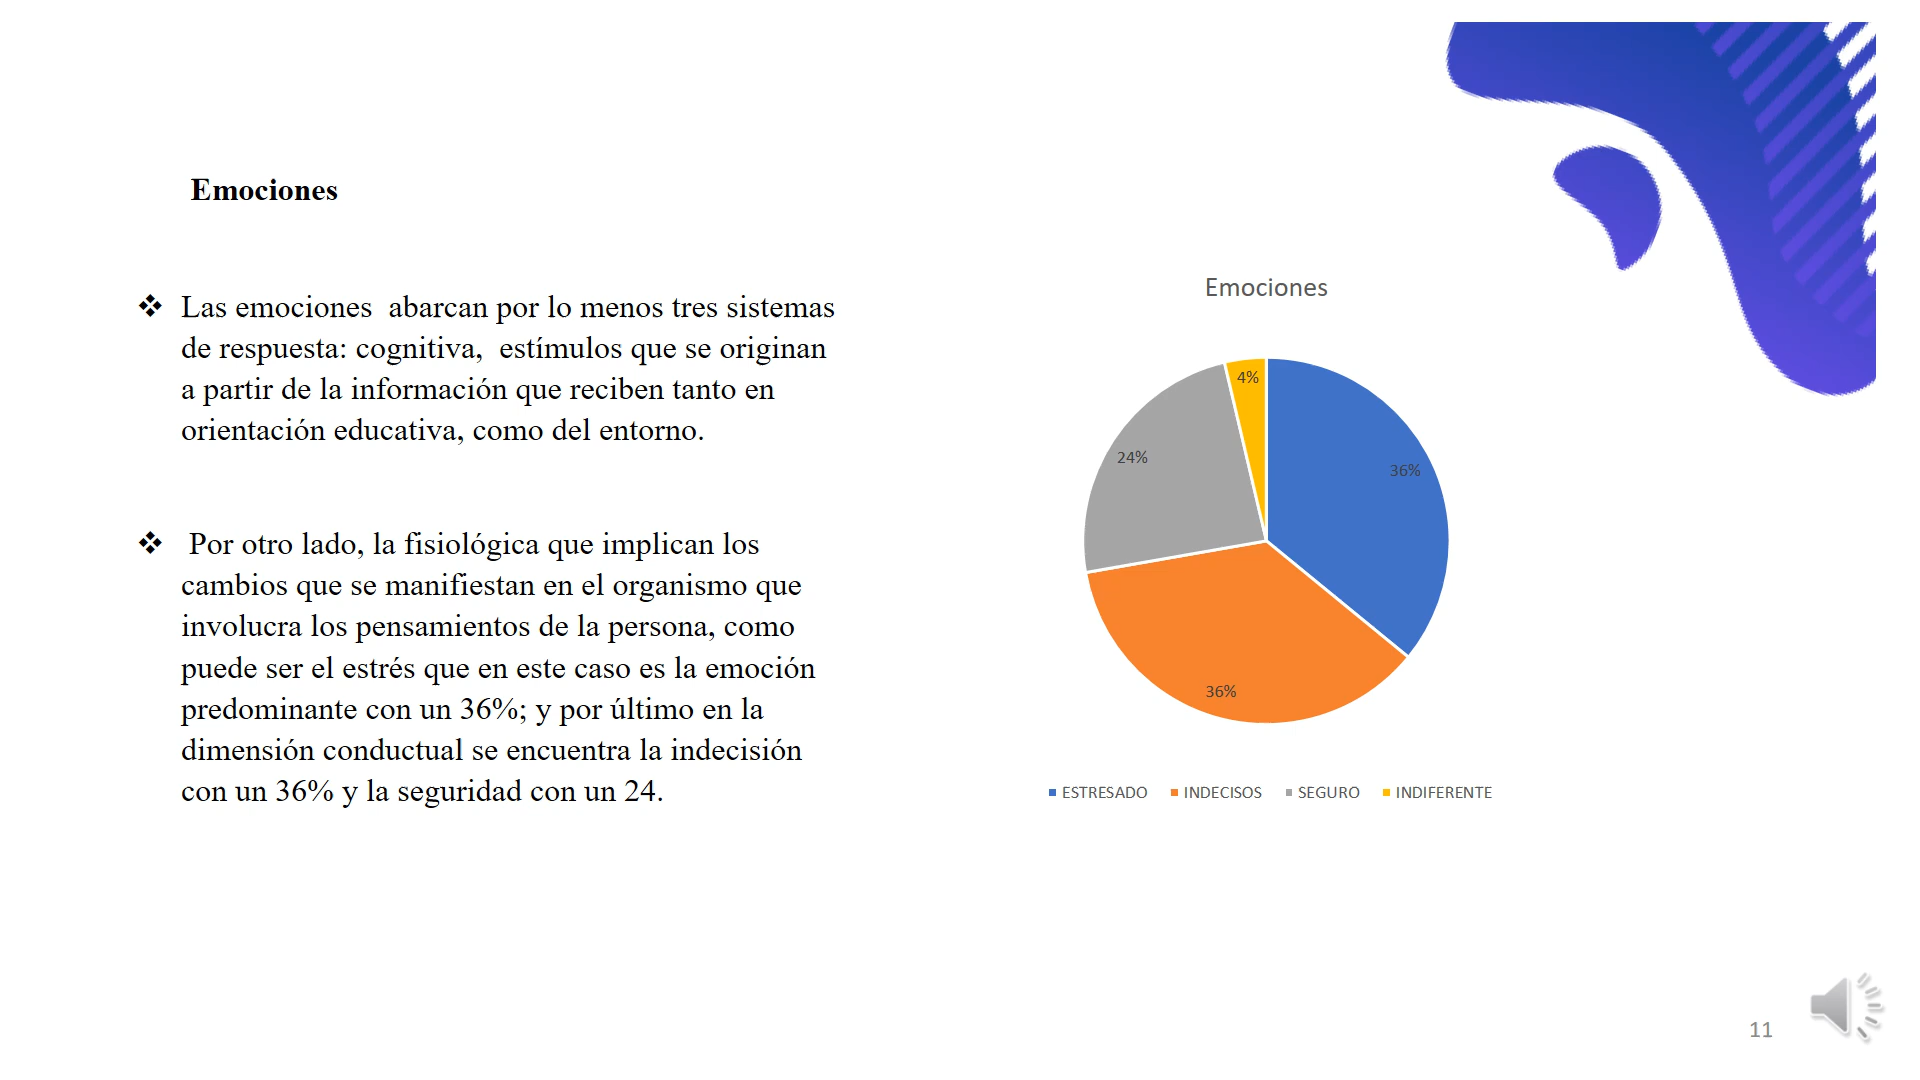 Emociones
❖ Las emociones  abarcan por lo menos tres sistemas
de respuesta: cognitiva,  estímulos que se originan
a partir de la información que reciben tanto en
orientación educativa, como del entorno.
❖ Por otro lado, la fisiológica que implican los
cambios que se manifiestan en el organismo que
involucra los pensamientos de la persona, como
puede ser el estrés que en este caso es la emoción
predominante con un 36%; y por último en la
dimensión conductual se encuentra la indecisión
con un 36% y la seguridad con un 24.
Emociones
4%
24%
36%
36%
ESTRESADO INDECISOS SEGURO INDIFERENTE
11